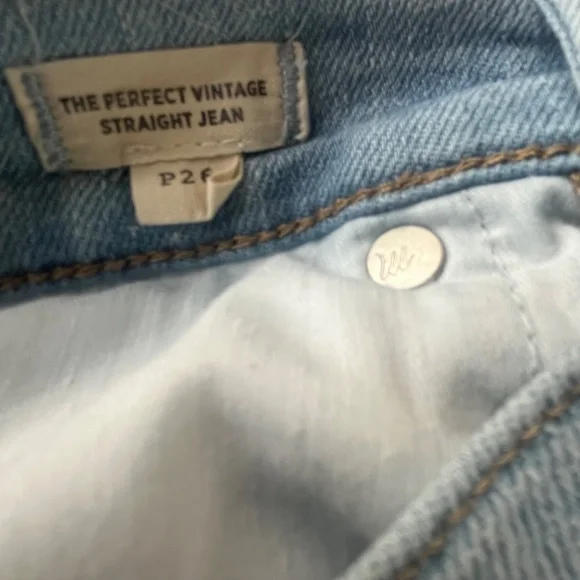 THE PERFECT VINTAGE
STRAIGHT JEAN
P26